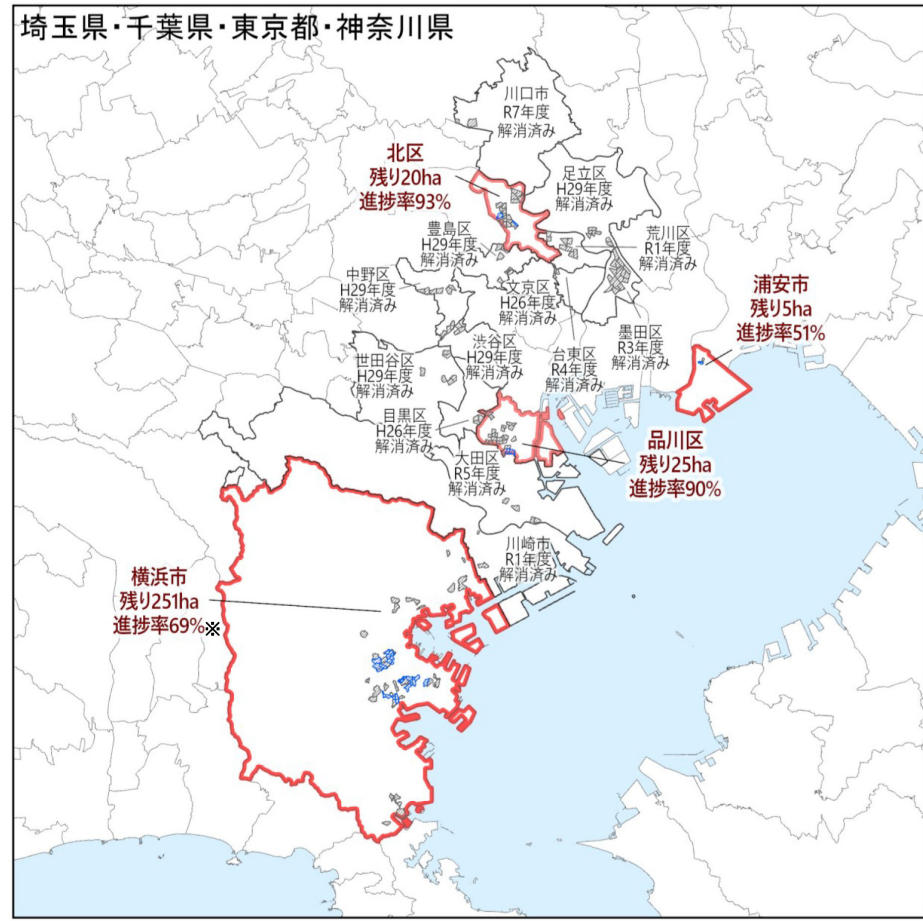 埼玉県･千葉県･東京都･神奈川県
川口市
R7年度
解消済み
北区
残り20ha
進捗率93%
足立区
H29年度
解消済み
豊島区
H29年度
解消済み
荒川区
R1年度
解消済み
中野区
H29年度
解消済み
文京区
H26年度
解消済み
浦安市
残り5ha
進捗率51%
墨田区
R3年度
解消済み
渋谷区
H29年度
解消済み
台東区
R4年度
解消済み
世田谷区
H29年度
解消済み
目黒区
H26年度
解消済み
品川区
残り25ha
進捗率90%
大田区
R5年度
解消済み
川崎市
R1年度
解消済み
横浜市
残り251ha
進捗率69%※